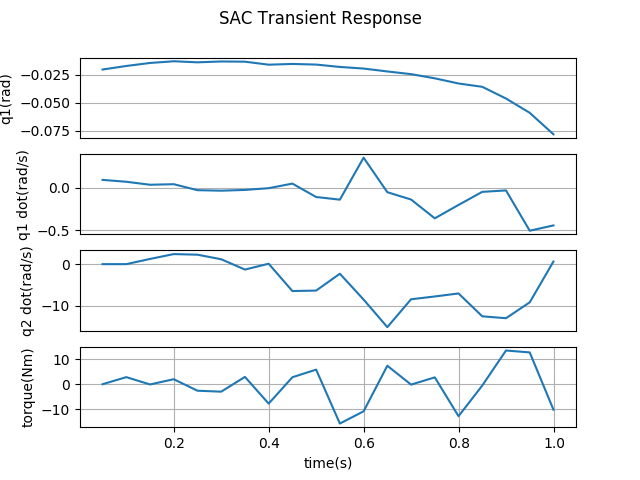 SAC Transient Response
q1(rad)
−0.025
−0.050
−0.075
q1 dot(rad/s)
0.0
−0.5
q2 dot(rad/s)
0
−10
torque(Nm)
10
0
−10
0.2 0.4 0.6 0.8 1.0
time(s)